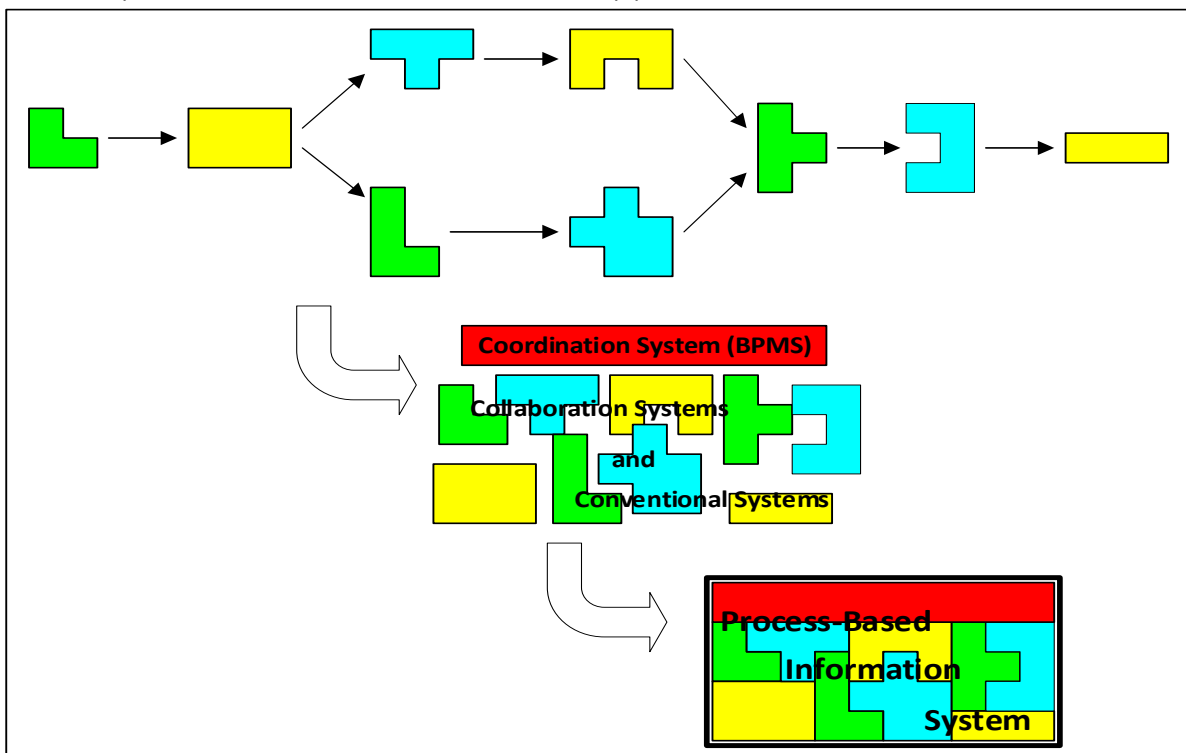 Coordination System (BPMS)
Collaboration Systems
and
Conventional Systems
Process-Based
Information
System